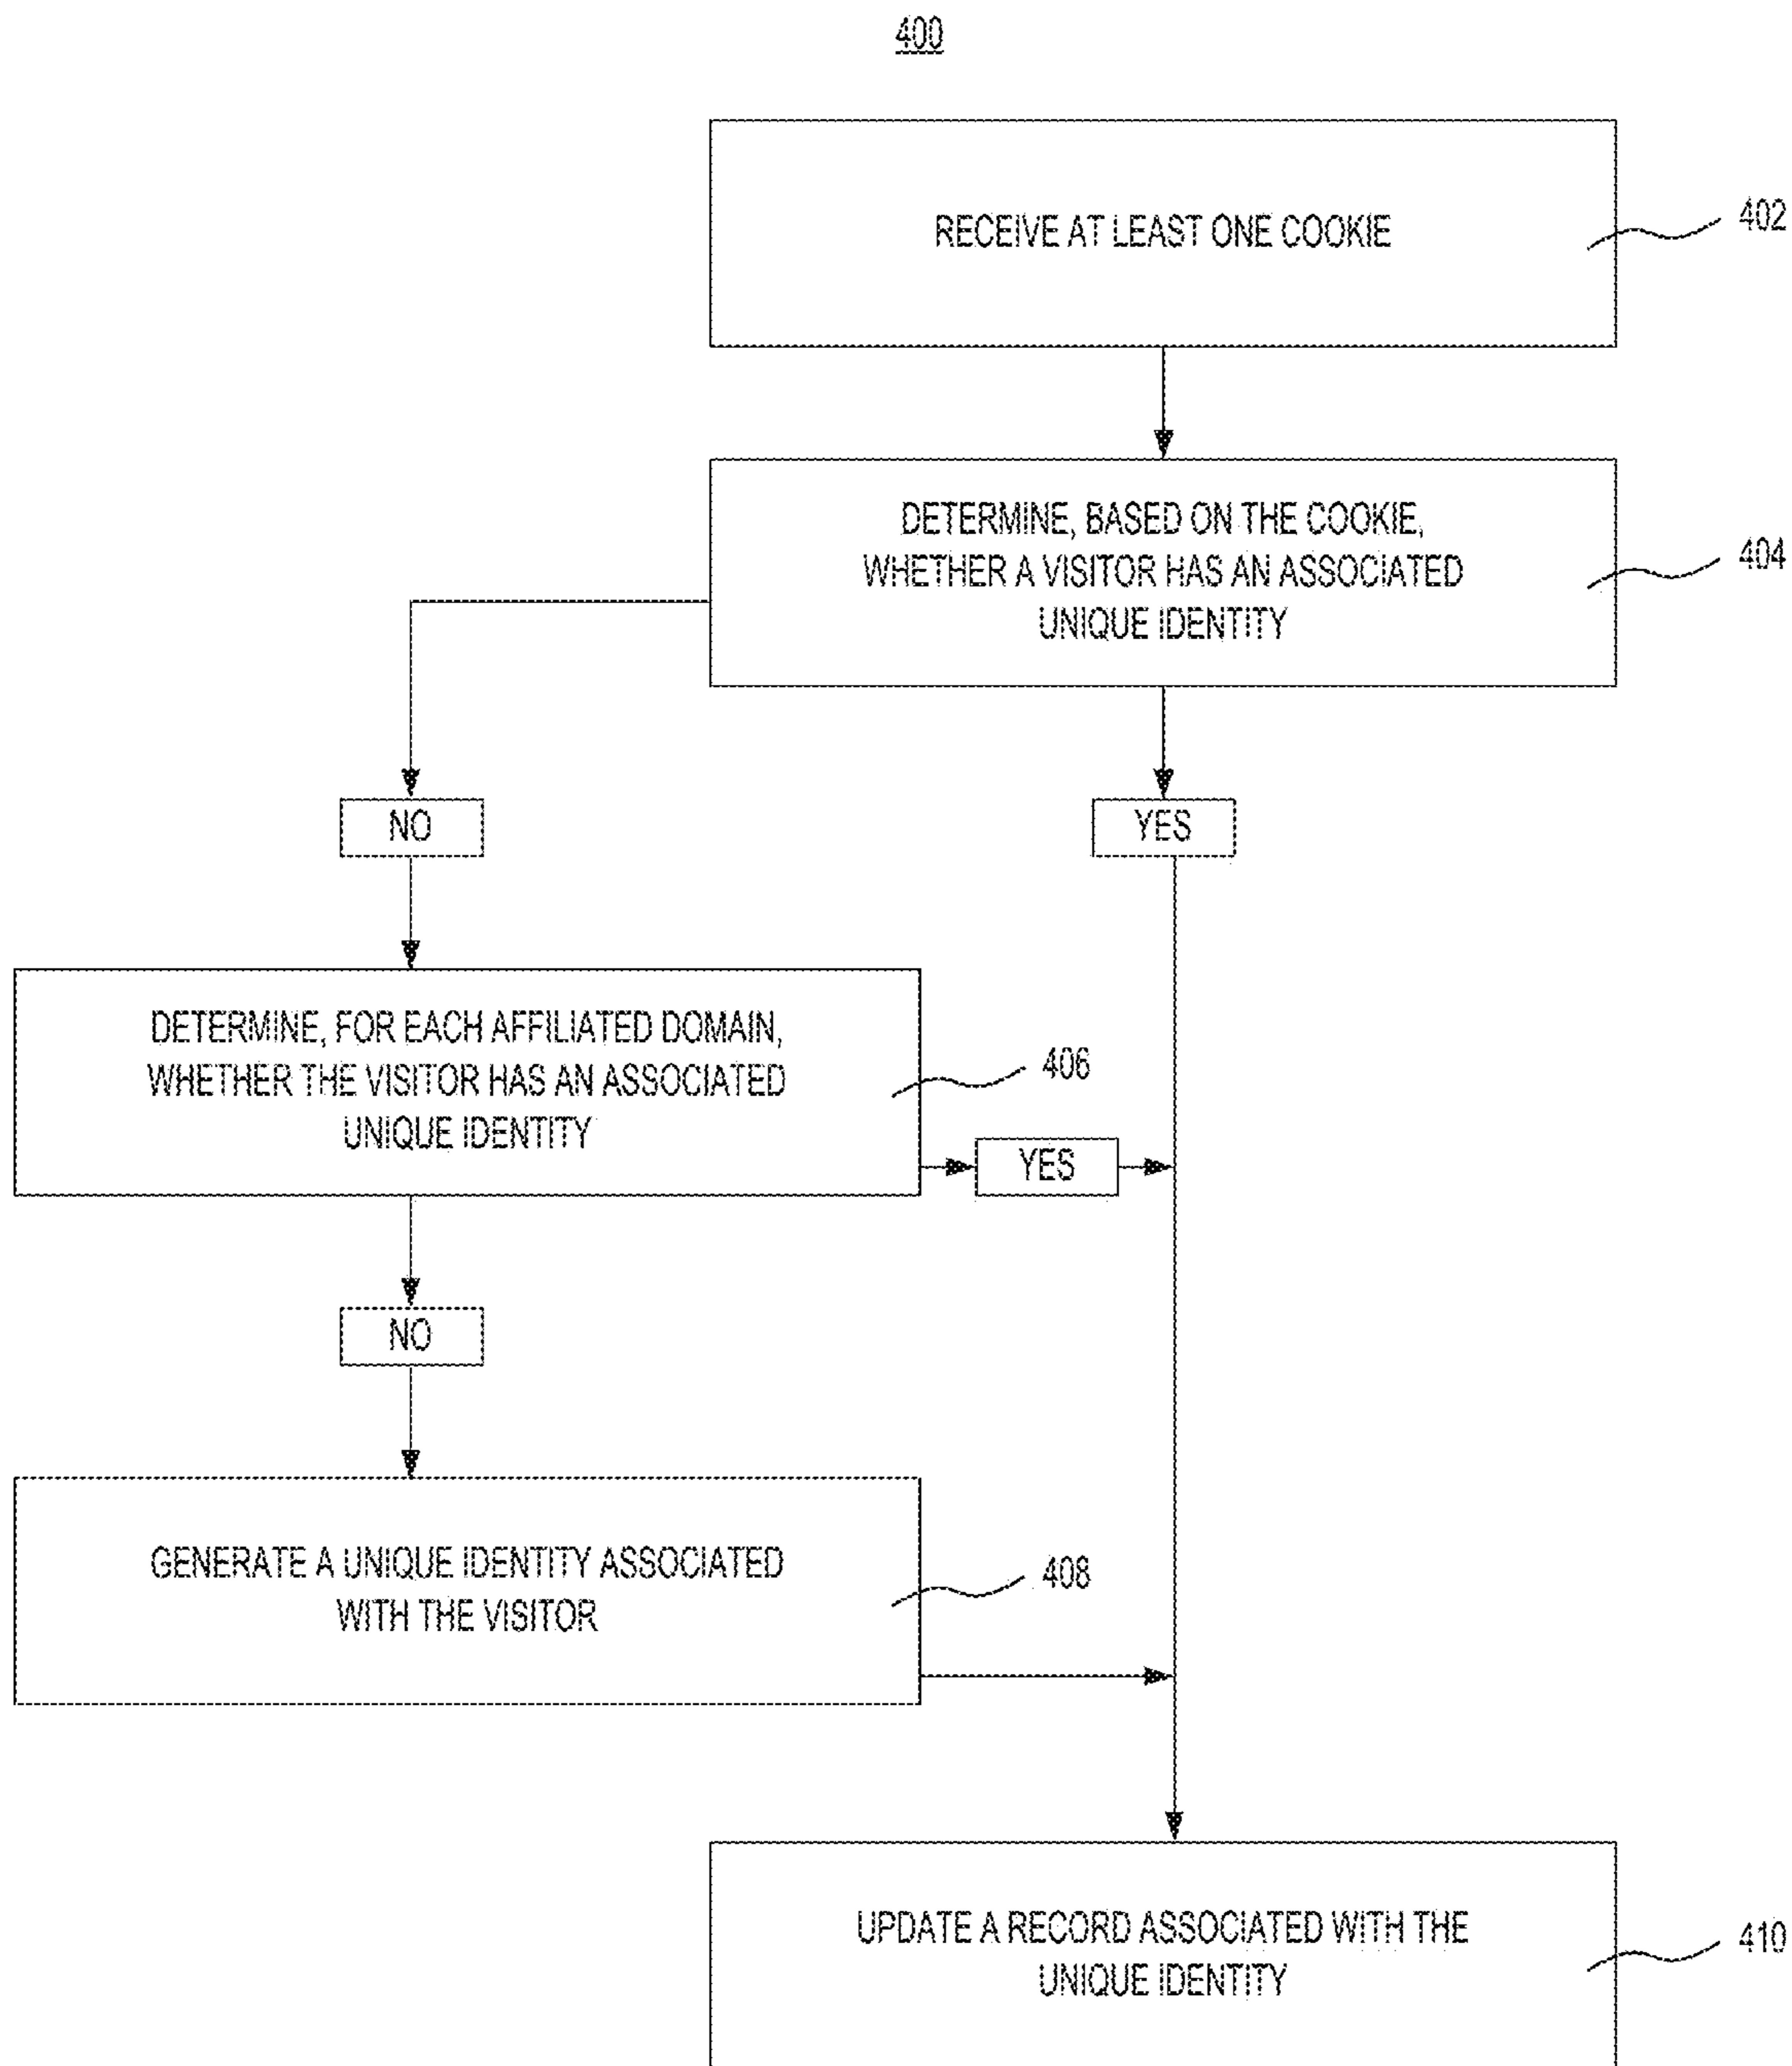 400
RECEIVE AT LEAST ONE COOKIE
402
DETERMINE, BASED ON THE COOKIE,
WHETHER A VISITOR HAS AN ASSOCIATED
UNIQUE IDENTITY
404
NO
YES
DETERMINE, FOR EACH AFFILIATED DOMAIN,
WHETHER THE VISITOR HAS AN ASSOCIATED
UNIQUE IDENTITY
406
YES
NO
GENERATE A UNIQUE IDENTITY ASSOCIATED
WITH THE VISITOR
408
UPDATE A RECORD ASSOCIATED WITH THE
UNIQUE IDENTITY
410